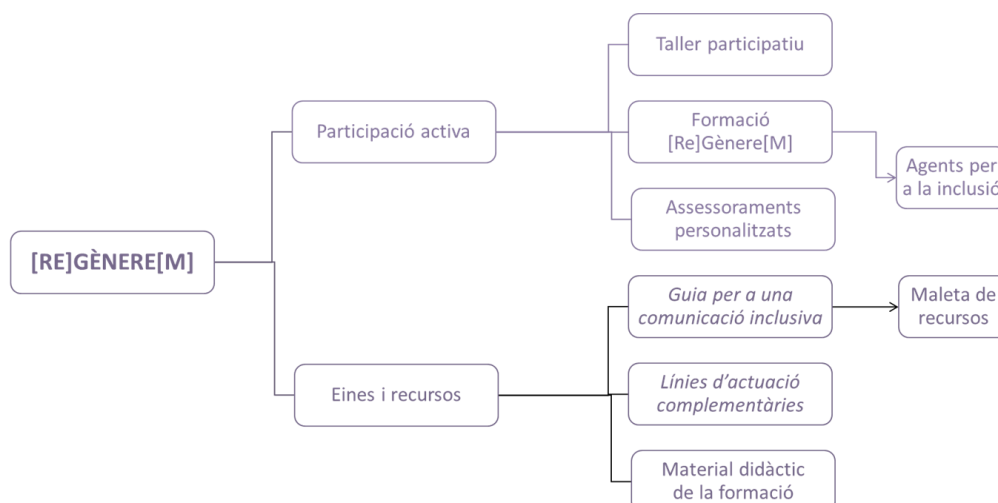 [RE]GÈNERE[M]
Participació activa
Taller participatiu
Formació
[Re]Gènere[M]
Agents per
a la inclusió
Assessoraments
personalitzats
Eines i recursos
Guia per a una
comunicació inclusiva
Maleta de
recursos
Línies d’actuació
complementàries
Material didàctic
de la formació